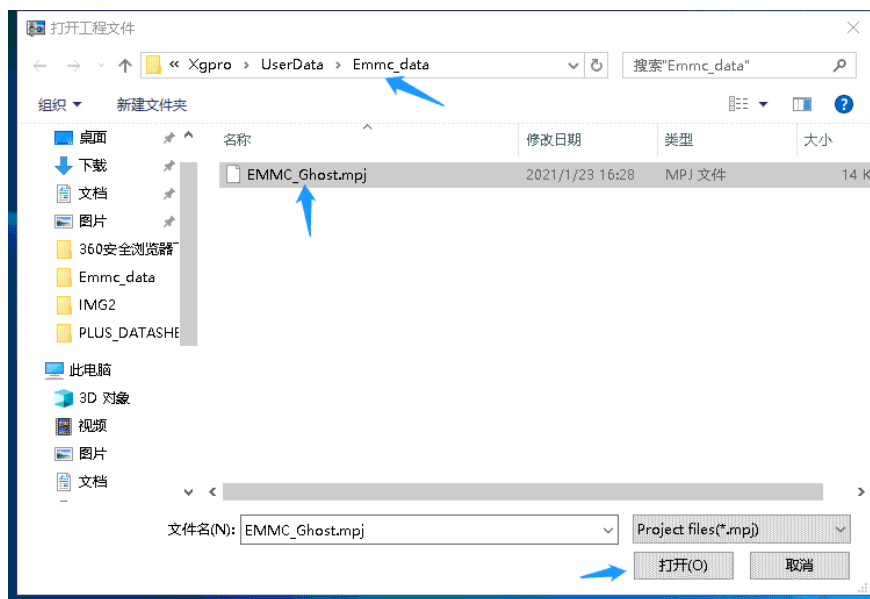 打开工程文件
« Xgpro › UserData › Emmc_data
搜索"Emmc_data"
组织
新建文件夹
名称 修改日期 类型 大小
EMMC_Ghost.mpj 2021/1/23 16:28 MPJ 文件 14 K
桌面
下载
文档
图片
360安全浏览器
Emmc_data
IMG2
PLUS_DATASHE
此电脑
3D 对象
视频
图片
文档
文件名(N): EMMC_Ghost.mpj Project files(*.mpj)
打开(O) 取消